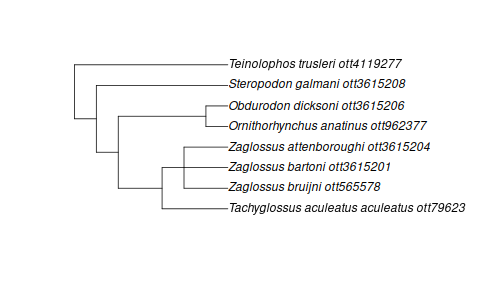 Teinolophos trusleri ott4119277
Steropodon galmani ott3615208
Obdurodon dicksoni ott3615206
Ornithorhynchus anatinus ott962377
Zaglossus attenboroughi ott3615204
Zaglossus bartoni ott3615201
Zaglossus bruijni ott565578
Tachyglossus aculeatus aculeatus ott79623